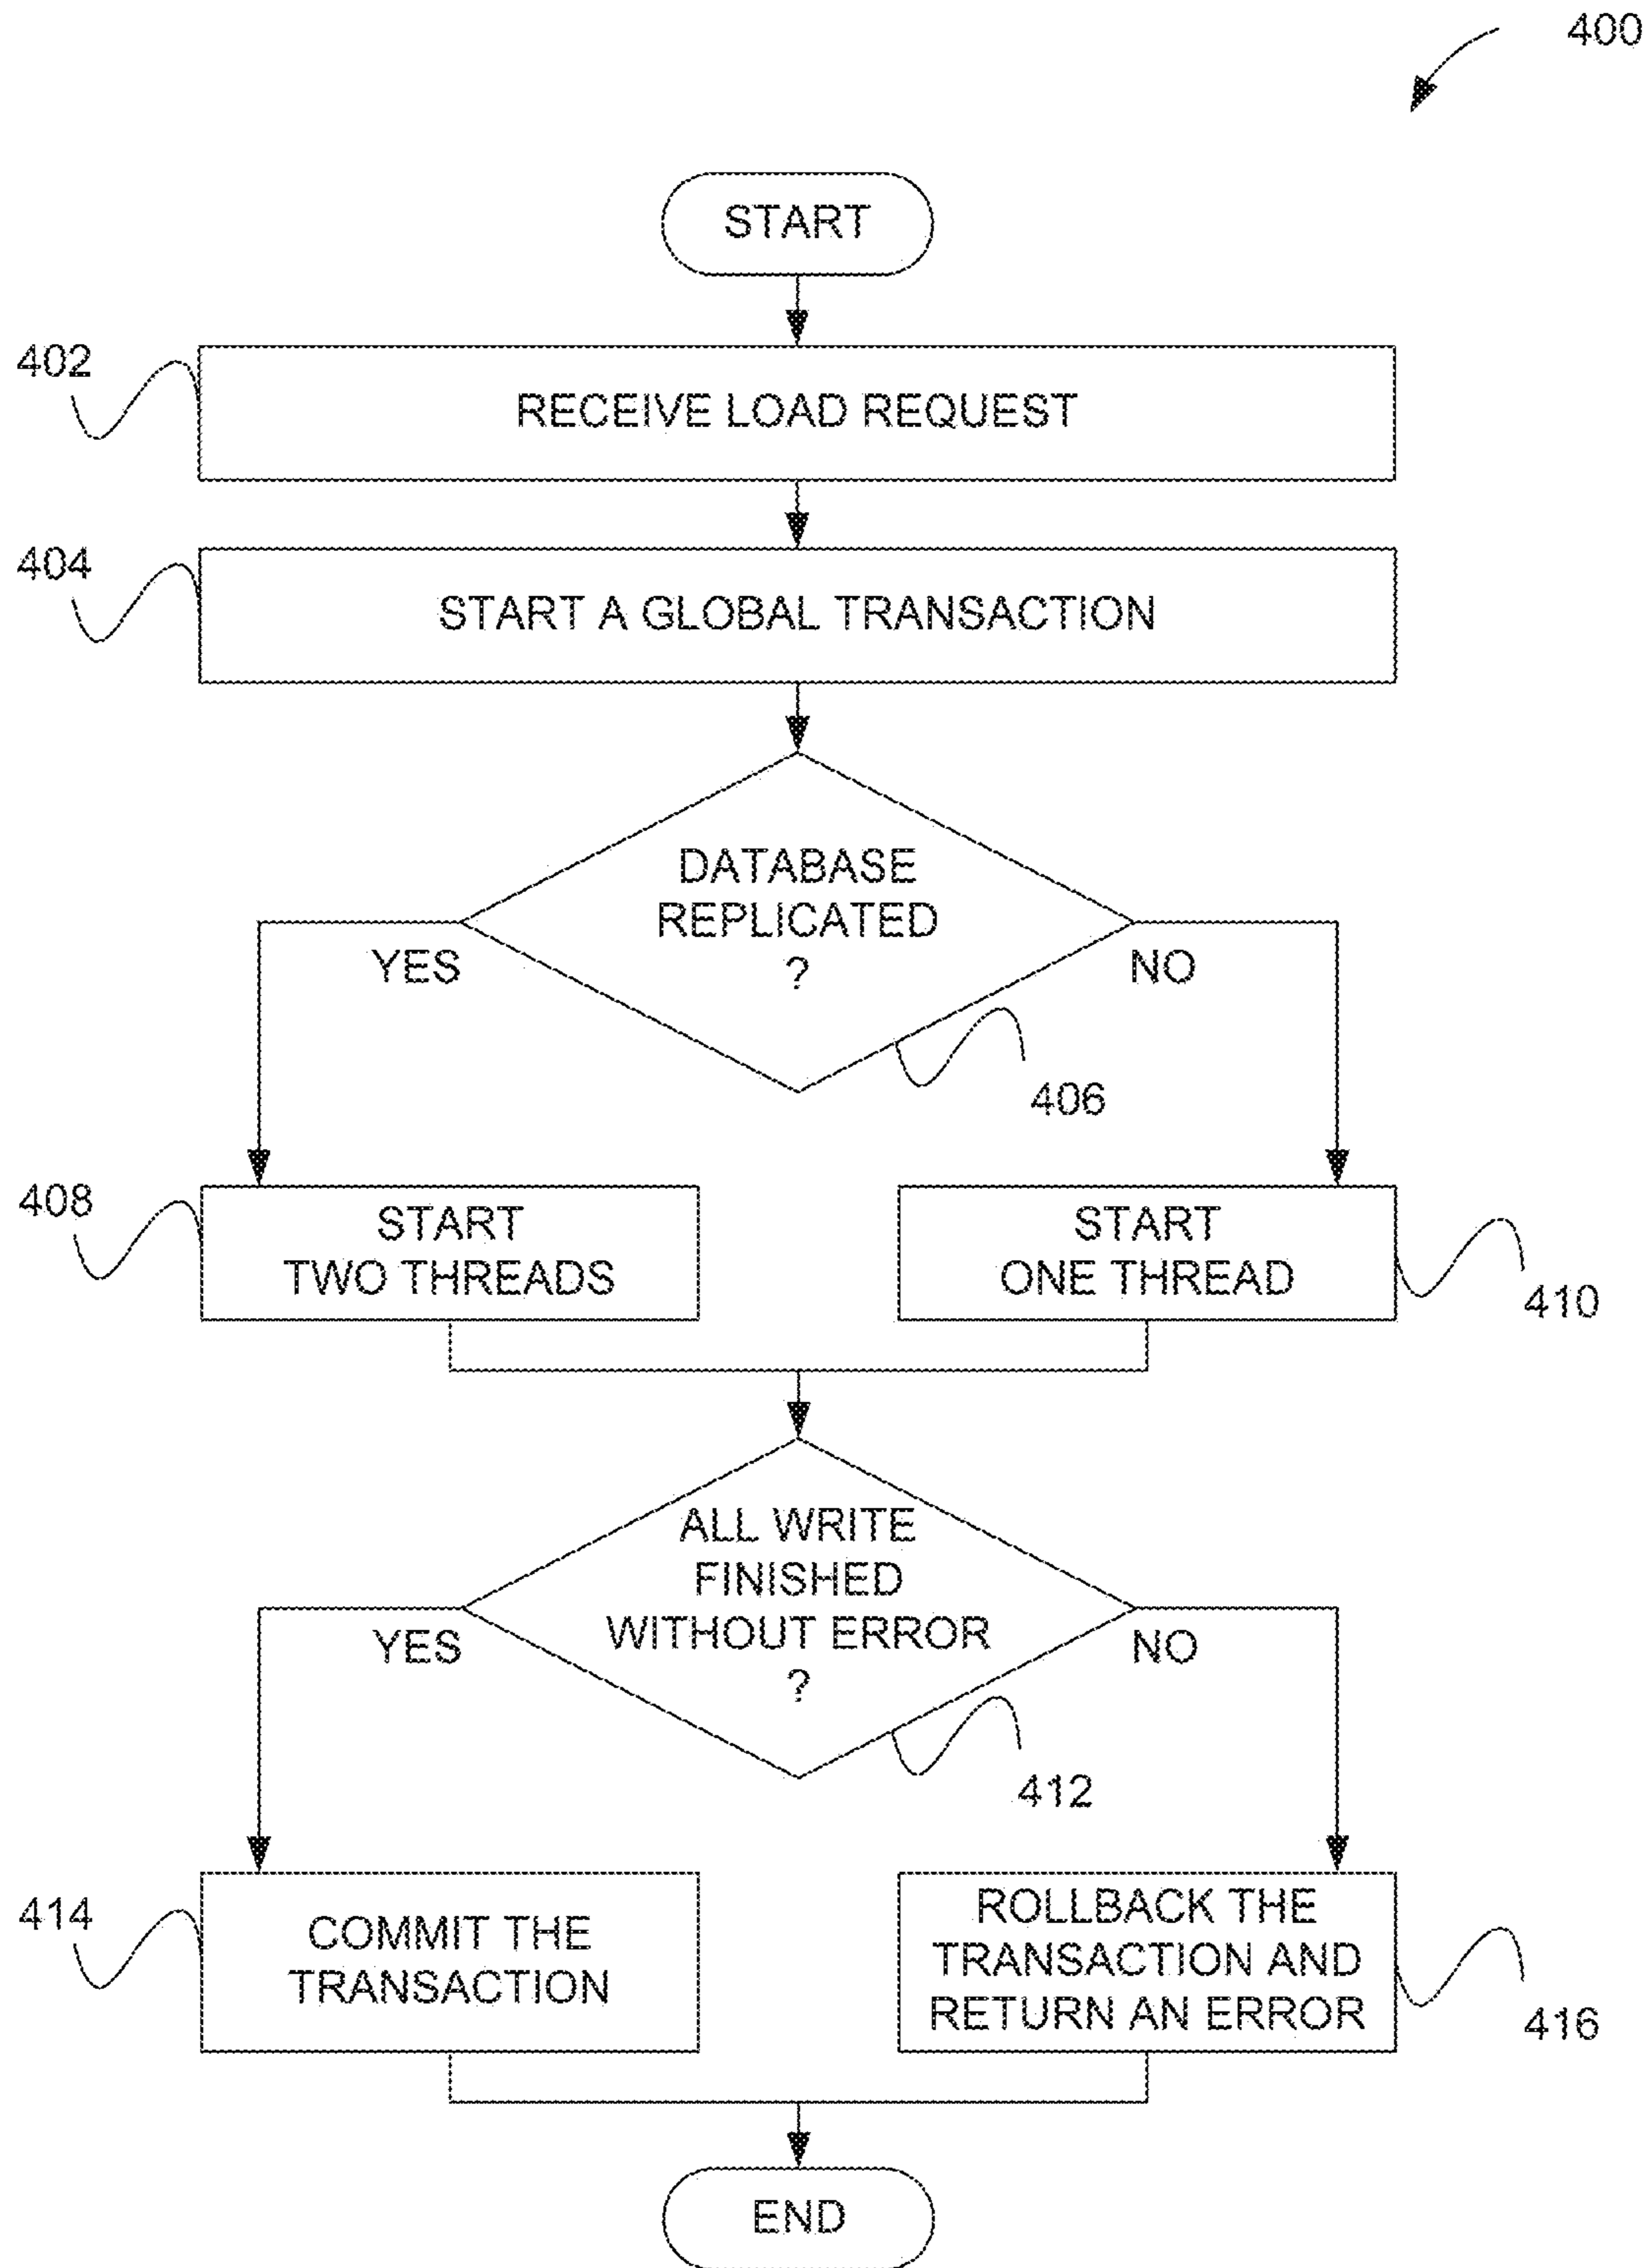 400
START
402
RECEIVE LOAD REQUEST
404
START A GLOBAL TRANSACTION
DATABASE
REPLICATED
?
YES
NO
406
408
START
TWO THREADS
START
ONE THREAD
410
ALL WRITE
FINISHED
WITHOUT ERROR
?
YES
NO
412
414
COMMIT THE
TRANSACTION
ROLLBACK THE
TRANSACTION AND
RETURN AN ERROR
416
END